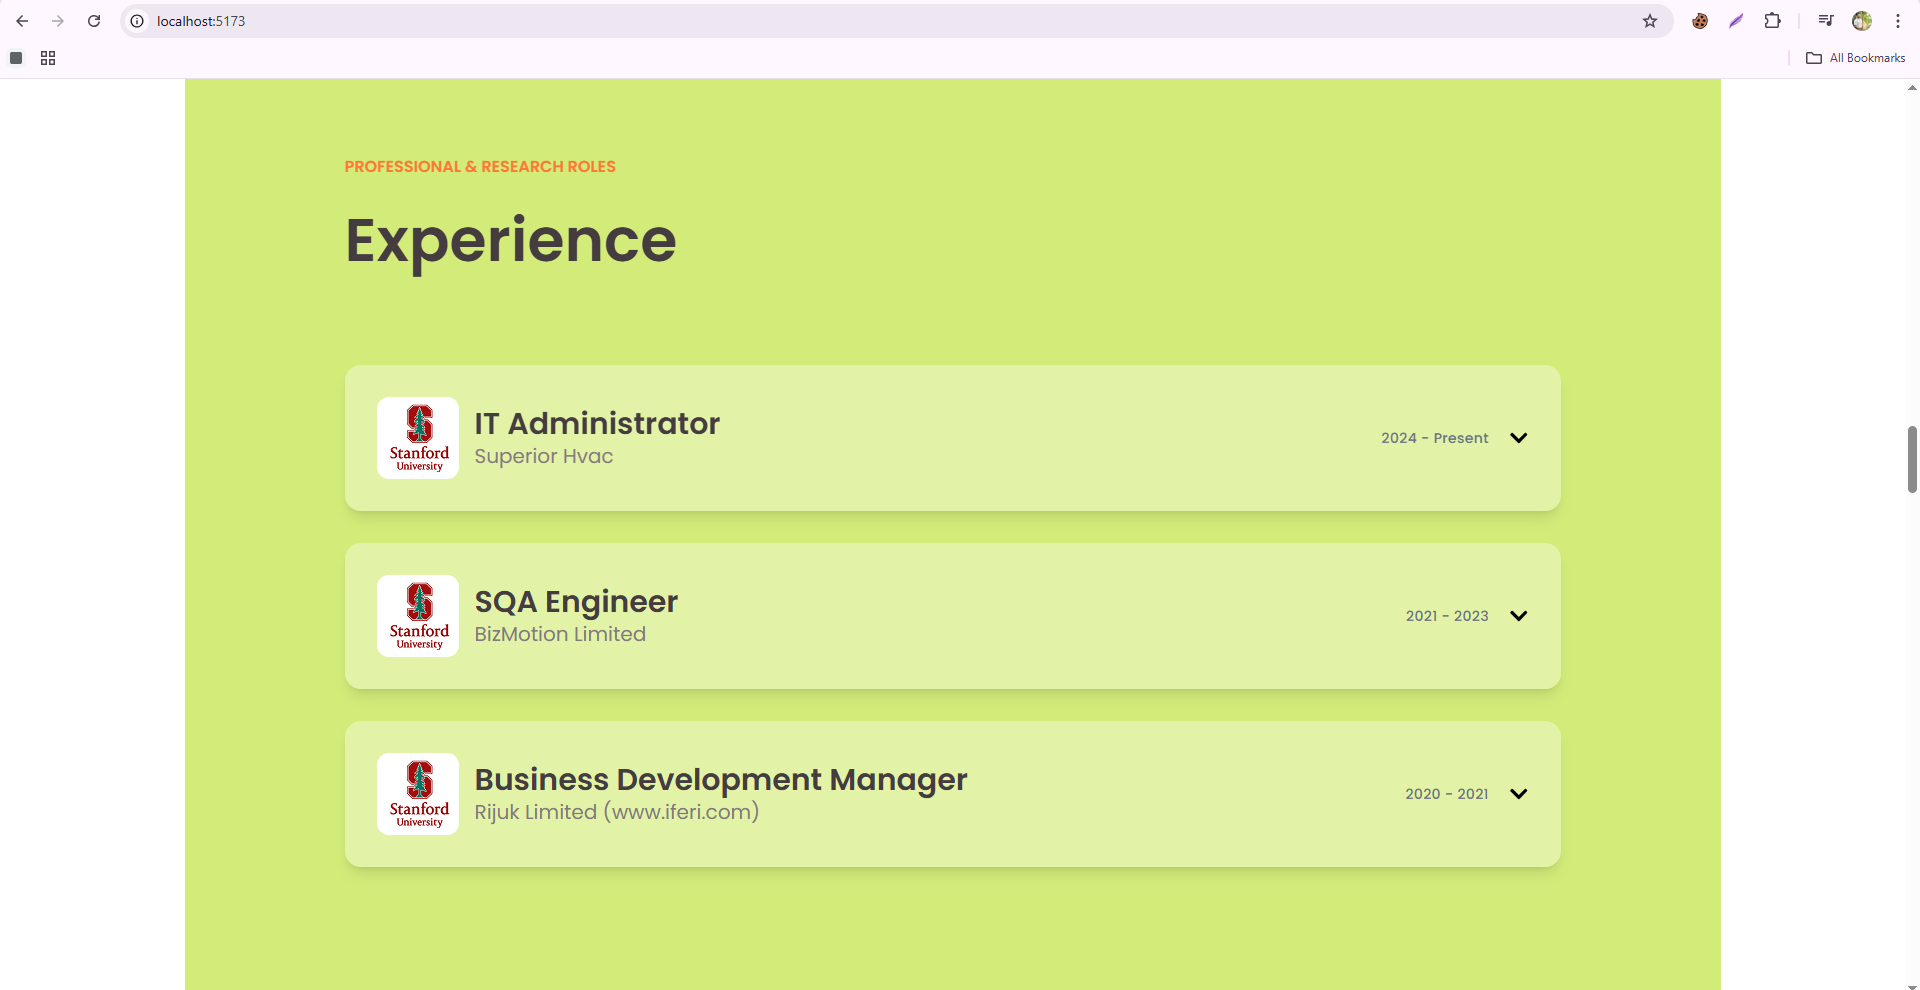 localhost:5173
All Bookmarks
PROFESSIONAL & RESEARCH ROLES
Experience
S
Stanford
University
IT Administrator
Superior Hvac
2024 - Present
S
Stanford
University
SQA Engineer
BizMotion Limited
2021 - 2023
S
Stanford
University
Business Development Manager
Rijuk Limited (www.iferi.com)
2020 - 2021